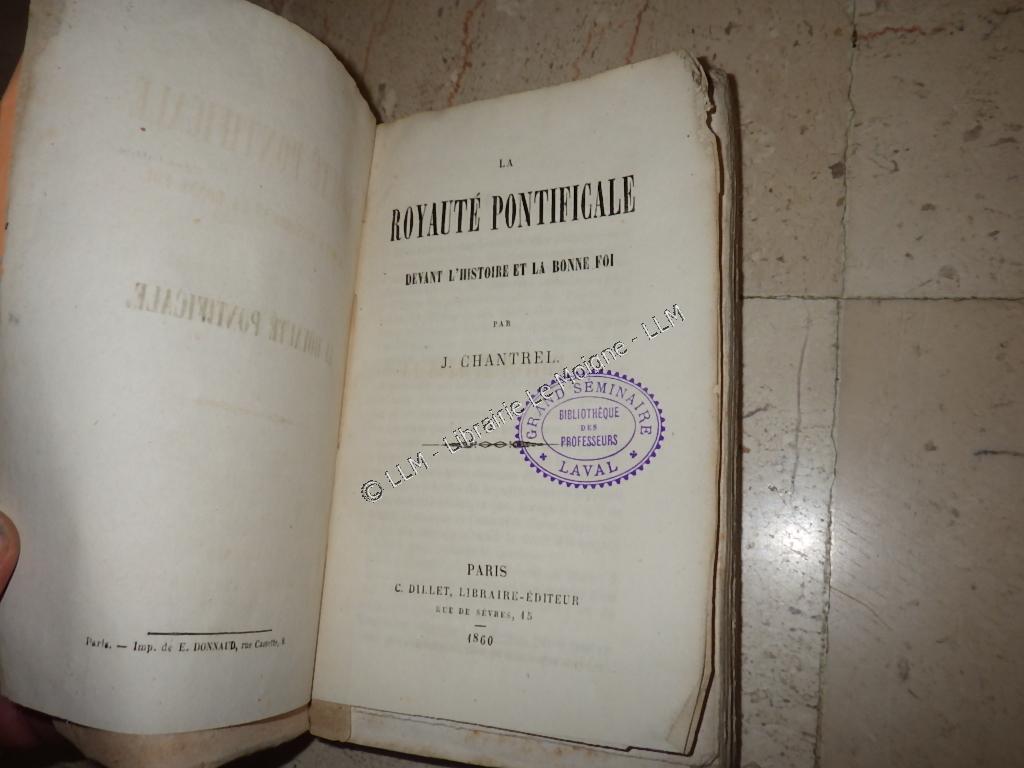 Paris. — Imp. de E. DONNAUD, rue Cassette, 9.
LA
ROYAUTÉ PONTIFICALE
DEVANT L'HISTOIRE ET LA BONNE FOI
PAR
J. CHANTREL.
GRAND SÉMINAIRE
BIBLIOTHÈQUE
DES
PROFESSEURS
LAVAL
© LLM - Librairie Le Moigne - LLM
PARIS
C. DILLET, LIBRAIRE-ÉDITEUR
RUE DE SÈVRES, 15
1860